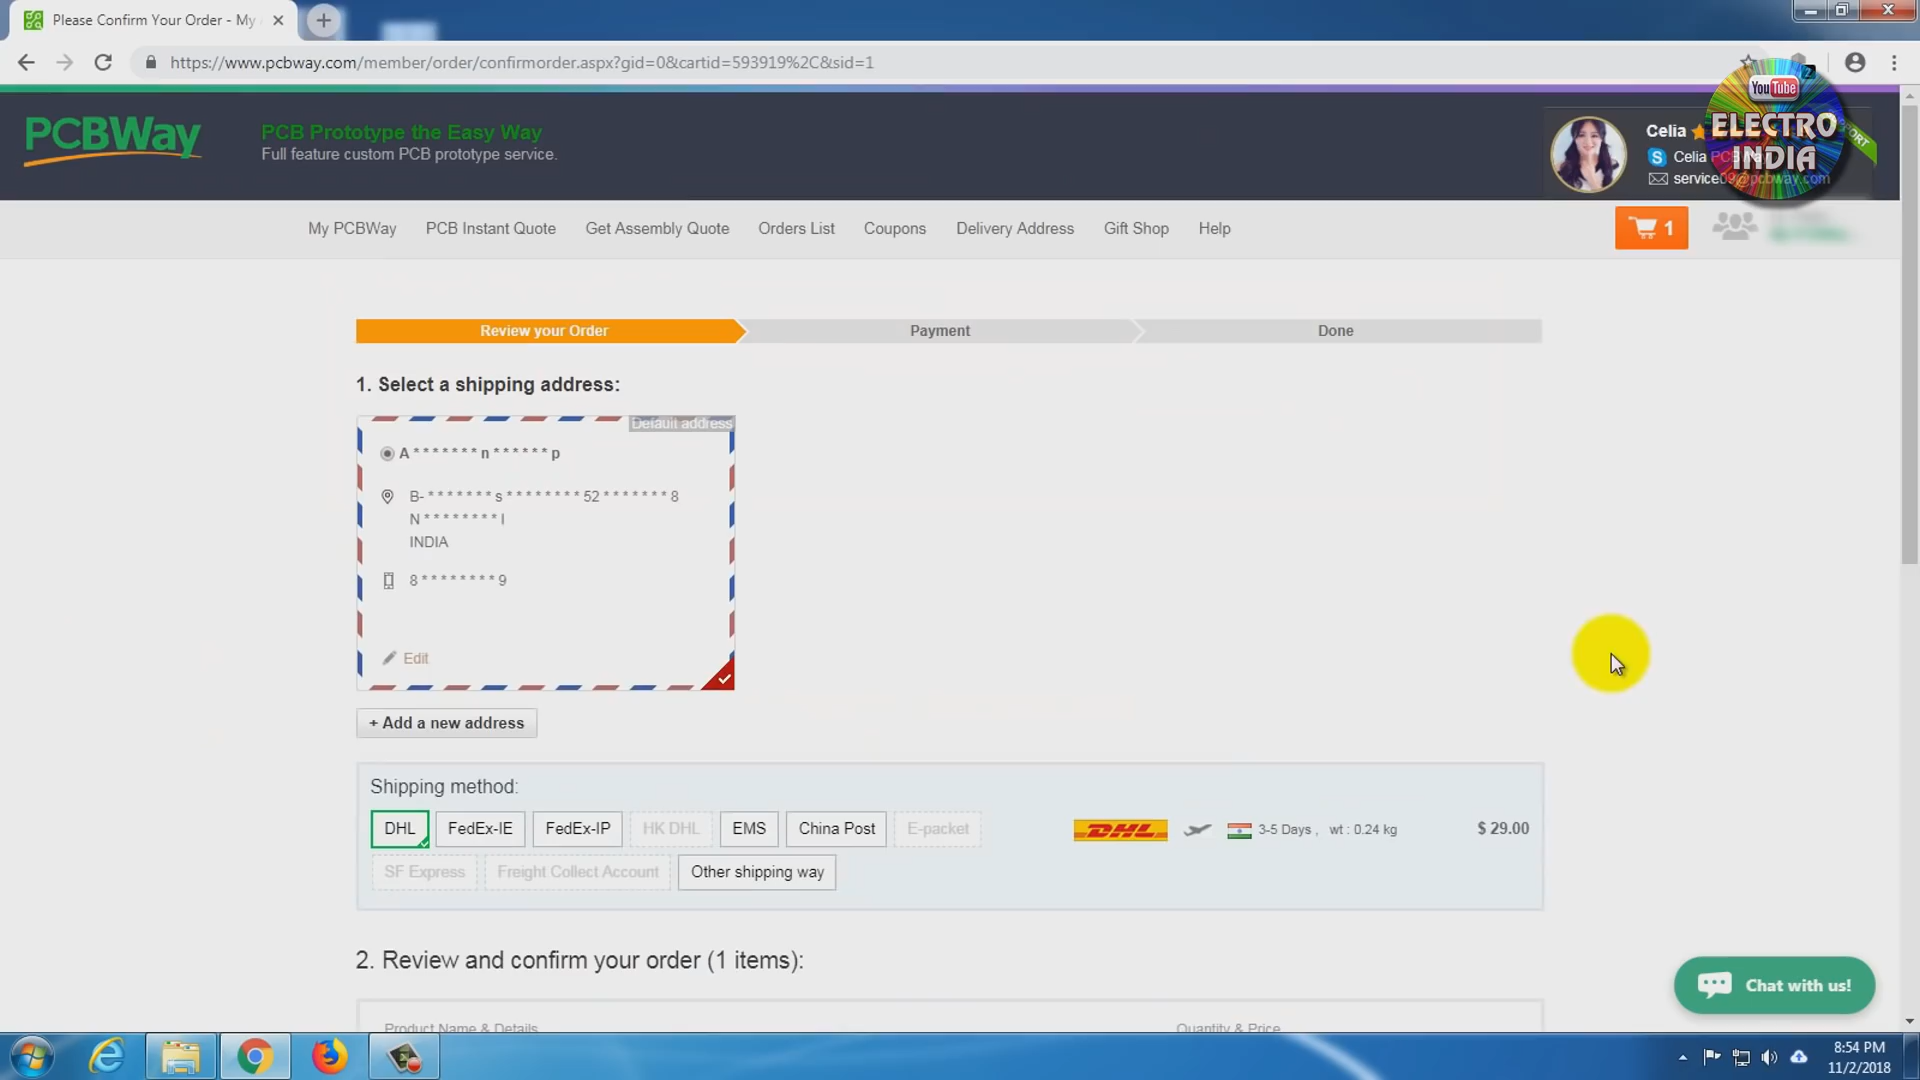 Please Confirm Your Order - My
https://www.pcbway.com/member/order/confirmorder.aspx?gid=0&cartid=593919%2C&sid=1
PCBWay
PCB Prototype the Easy Way
Full feature custom PCB prototype service.
Celia
Celia PCBWay
service09@pcbway.com
You Tube
ELECTRO
INDIA
My PCBWay PCB Instant Quote Get Assembly Quote Orders List Coupons Delivery Address Gift Shop Help
1
Review your Order Payment Done
1. Select a shipping address:
Default address
A * * * * * * * n * * * * * * p
B- * * * * * * * s * * * * * * * * 52 * * * * * * * 8
N * * * * * * * * l
INDIA
8 * * * * * * * * 9
Edit
+ Add a new address
Shipping method:
DHL FedEx-IE FedEx-IP HK DHL EMS China Post E-packet DHL 3-5 Days , wt : 0.24 kg $ 29.00
SF Express Freight Collect Account Other shipping way
2. Review and confirm your order (1 items):
Product Name & Details Quantity & Price
Chat with us!
8:54 PM
11/2/2018